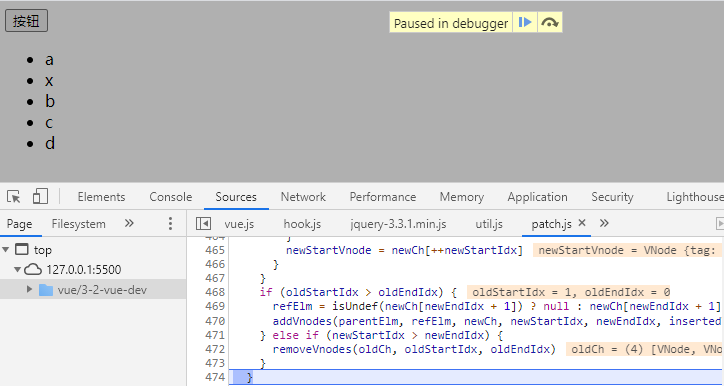 按钮
Paused in debugger
a
x
b
c
d
Elements Console Sources Network Performance Memory Application Security Lighthouse
Page Filesystem » vue.js hook.js jquery-3.3.1.min.js util.js patch.js »
top
127.0.0.1:5500
vue/3-2-vue-dev
464 }
465 newStartVnode = newCh[++newStartIdx] newStartVnode = VNode {tag:
466 }
467 }
468 if (oldStartIdx > oldEndIdx) { oldStartIdx = 1, oldEndIdx = 0
469 refElm = isUndef(newCh[newEndIdx + 1]) ? null : newCh[newEndIdx + 1]
470 addVnodes(parentElm, refElm, newCh, newStartIdx, newEndIdx, inserted
471 } else if (newStartIdx > newEndIdx) {
472 removeVnodes(oldCh, oldStartIdx, oldEndIdx) oldCh = (4) [VNode, VNo
473 }
474 }